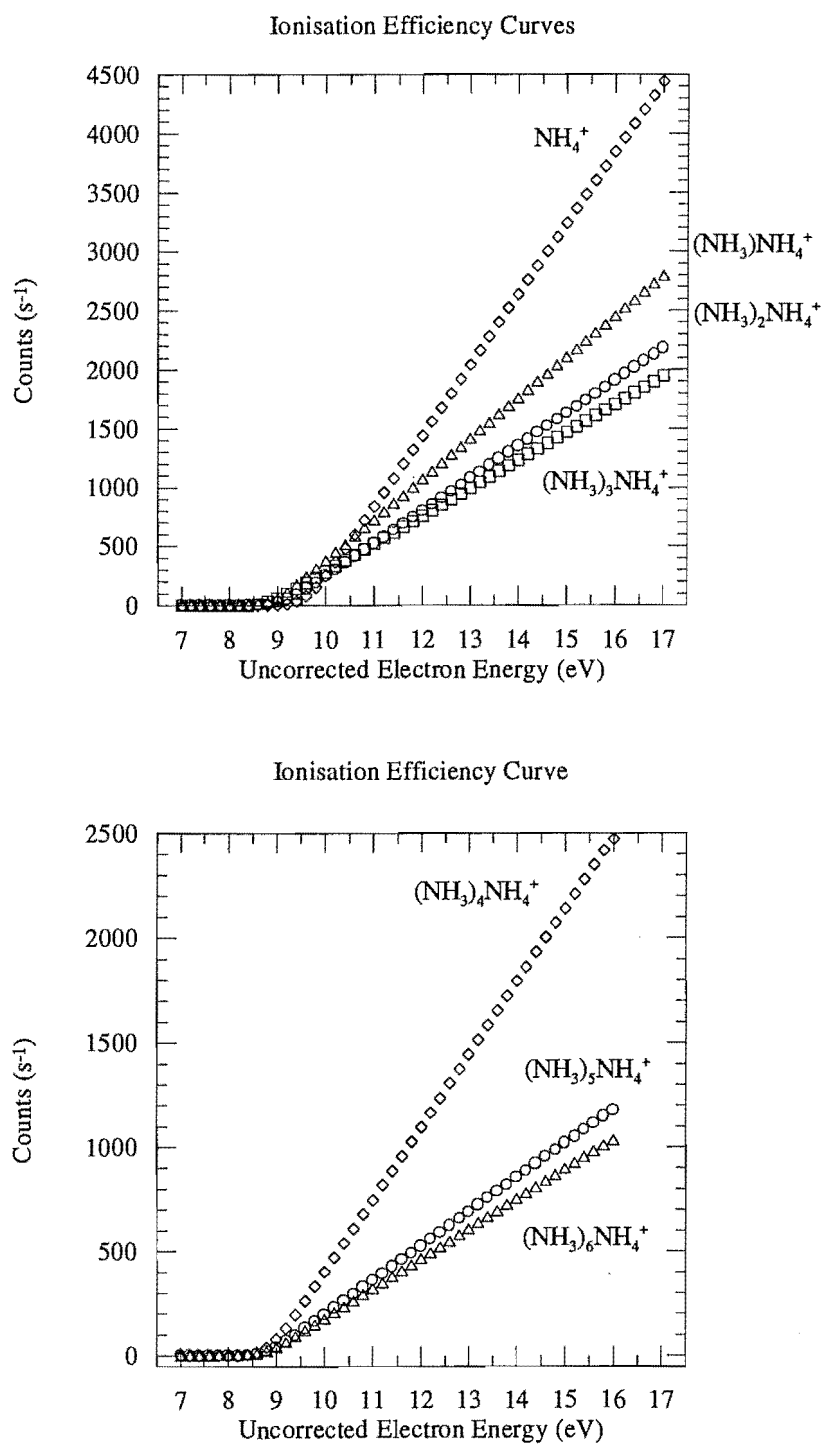 Ionisation Efficiency Curves
4500
4000
3500
3000
2500
2000
1500
1000
500
0
Counts (s⁻¹)
NH₄⁺
(NH₃)NH₄⁺
(NH₃)₂NH₄⁺
(NH₃)₃NH₄⁺
7 8 9 10 11 12 13 14 15 16 17
Uncorrected Electron Energy (eV)
Ionisation Efficiency Curve
2500
2000
1500
1000
500
0
Counts (s⁻¹)
(NH₃)₄NH₄⁺
(NH₃)₅NH₄⁺
(NH₃)₆NH₄⁺
7 8 9 10 11 12 13 14 15 16 17
Uncorrected Electron Energy (eV)